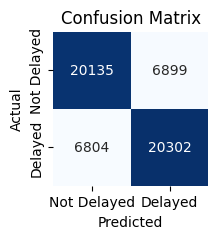 Confusion Matrix
Actual
Not Delayed
20135 6899
Delayed
6804 20302
Not Delayed Delayed
Predicted